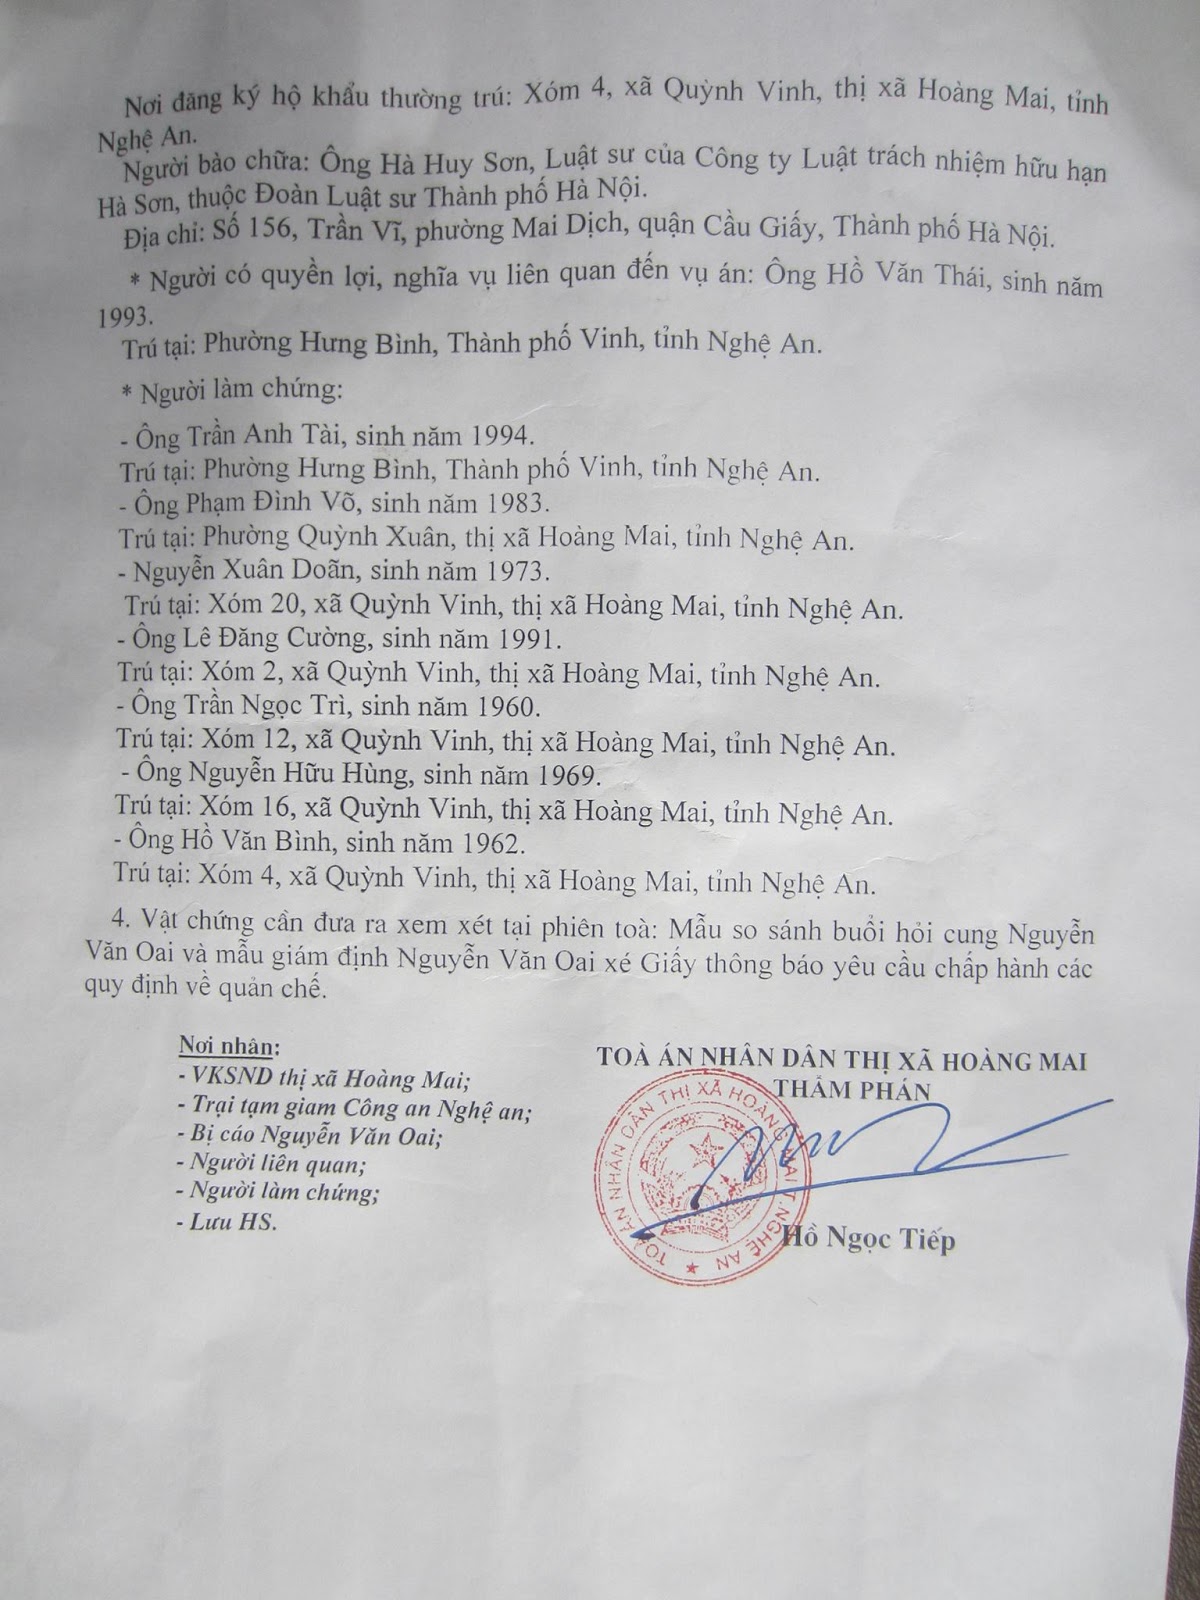 Nơi đăng ký hộ khẩu thường trú: Xóm 4, xã Quỳnh Vinh, thị xã Hoàng Mai, tỉnh
Nghệ An.
Người bào chữa: Ông Hà Huy Sơn, Luật sư của Công ty Luật trách nhiệm hữu hạn
Hà Sơn, thuộc Đoàn Luật sư Thành phố Hà Nội.
Địa chỉ: Số 156, Trần Vĩ, phường Mai Dịch, quận Cầu Giấy, Thành phố Hà Nội.
* Người có quyền lợi, nghĩa vụ liên quan đến vụ án: Ông Hồ Văn Thái, sinh năm
1993.
Trú tại: Phường Hưng Bình, Thành phố Vinh, tỉnh Nghệ An.
* Người làm chứng:
- Ông Trần Anh Tài, sinh năm 1994.
Trú tại: Phường Hưng Bình, Thành phố Vinh, tỉnh Nghệ An.
- Ông Phạm Đình Võ, sinh năm 1983.
Trú tại: Phường Quỳnh Xuân, thị xã Hoàng Mai, tỉnh Nghệ An.
- Nguyễn Xuân Doãn, sinh năm 1973.
Trú tại: Xóm 20, xã Quỳnh Vinh, thị xã Hoàng Mai, tỉnh Nghệ An.
- Ông Lê Đăng Cường, sinh năm 1991.
Trú tại: Xóm 2, xã Quỳnh Vinh, thị xã Hoàng Mai, tỉnh Nghệ An.
- Ông Trần Ngọc Trì, sinh năm 1960.
Trú tại: Xóm 12, xã Quỳnh Vinh, thị xã Hoàng Mai, tỉnh Nghệ An.
- Ông Nguyễn Hữu Hùng, sinh năm 1969.
Trú tại: Xóm 16, xã Quỳnh Vinh, thị xã Hoàng Mai, tỉnh Nghệ An.
- Ông Hồ Văn Bình, sinh năm 1962.
Trú tại: Xóm 4, xã Quỳnh Vinh, thị xã Hoàng Mai, tỉnh Nghệ An.
4. Vật chứng cần đưa ra xem xét tại phiên toà: Mẫu so sánh buổi hỏi cung Nguyễn
Văn Oai và mẫu giám định Nguyễn Văn Oai xé Giấy thông báo yêu cầu chấp hành các
quy định về quản chế.
Nơi nhận:
- VKSND thị xã Hoàng Mai;
- Trại tạm giam Công an Nghệ an;
- Bị cáo Nguyễn Văn Oai;
- Người liên quan;
- Người làm chứng;
- Lưu HS.
TOÀ ÁN NHÂN DÂN THỊ XÃ HOÀNG MAI
THẨM PHÁN
TOÀ ÁN NHÂN DÂN THỊ XÃ HOÀNG MAI T.NGHỆ AN
Hồ Ngọc Tiếp